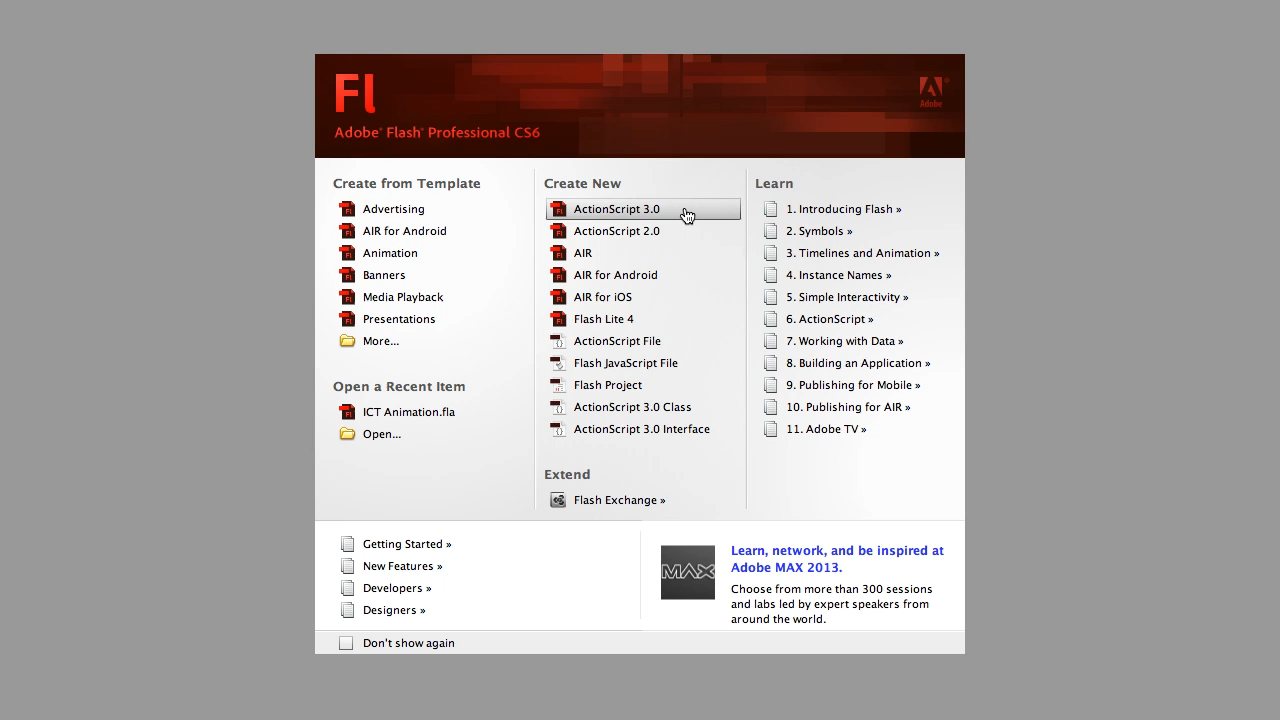 Fl
Adobe® Flash® Professional CS6
Adobe
Create from Template
Advertising
AIR for Android
Animation
Banners
Media Playback
Presentations
More...
Open a Recent Item
ICT Animation.fla
Open...
Create New
ActionScript 3.0
ActionScript 2.0
AIR
AIR for Android
AIR for iOS
Flash Lite 4
ActionScript File
Flash JavaScript File
Flash Project
ActionScript 3.0 Class
ActionScript 3.0 Interface
Extend
Flash Exchange »
Learn
1. Introducing Flash »
2. Symbols »
3. Timelines and Animation »
4. Instance Names »
5. Simple Interactivity »
6. ActionScript »
7. Working with Data »
8. Building an Application »
9. Publishing for Mobile »
10. Publishing for AIR »
11. Adobe TV »
Getting Started »
New Features »
Developers »
Designers »
MAX
Learn, network, and be inspired at
Adobe MAX 2013.
Choose from more than 300 sessions
and labs led by expert speakers from
around the world.
Don't show again